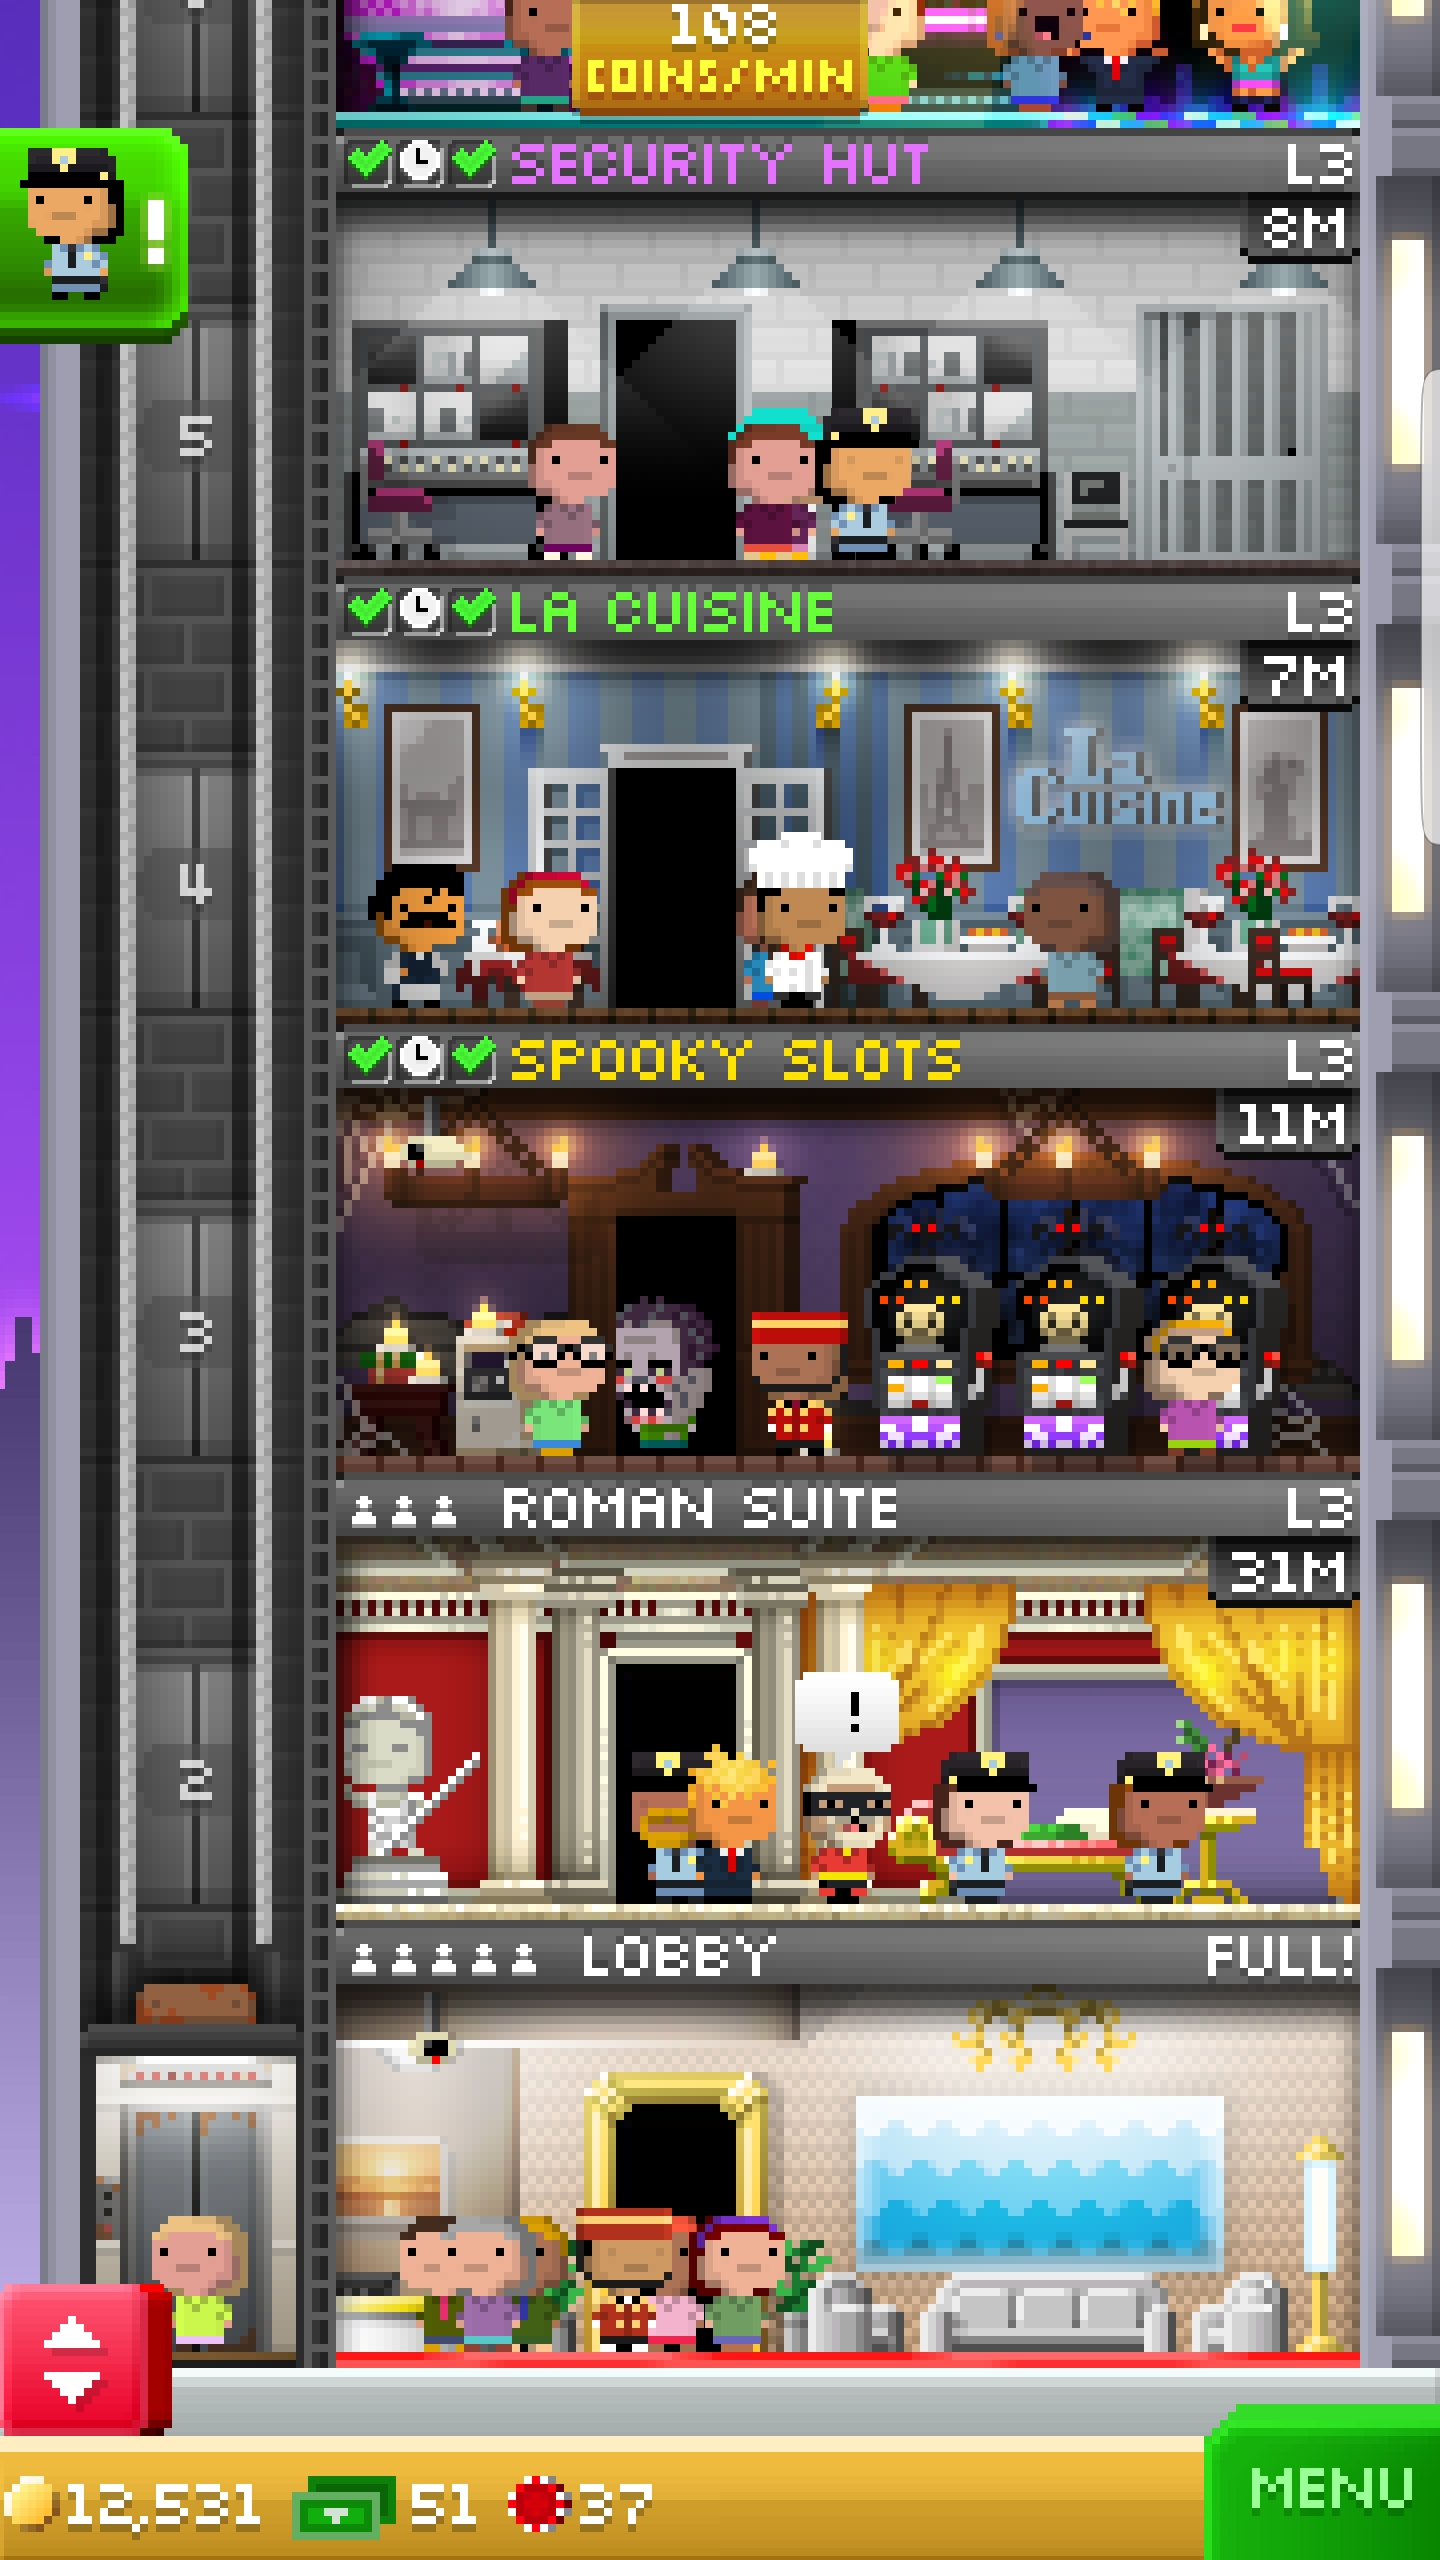 108
COINS/MIN
SECURITY HUT L3
8M
!
5
LA CUISINE L3
7M
La
Cuisine
4
SPOOKY SLOTS L3
11M
3
ROMAN SUITE L3
31M
!
2
LOBBY FULL!
12,531 51 37
MENU